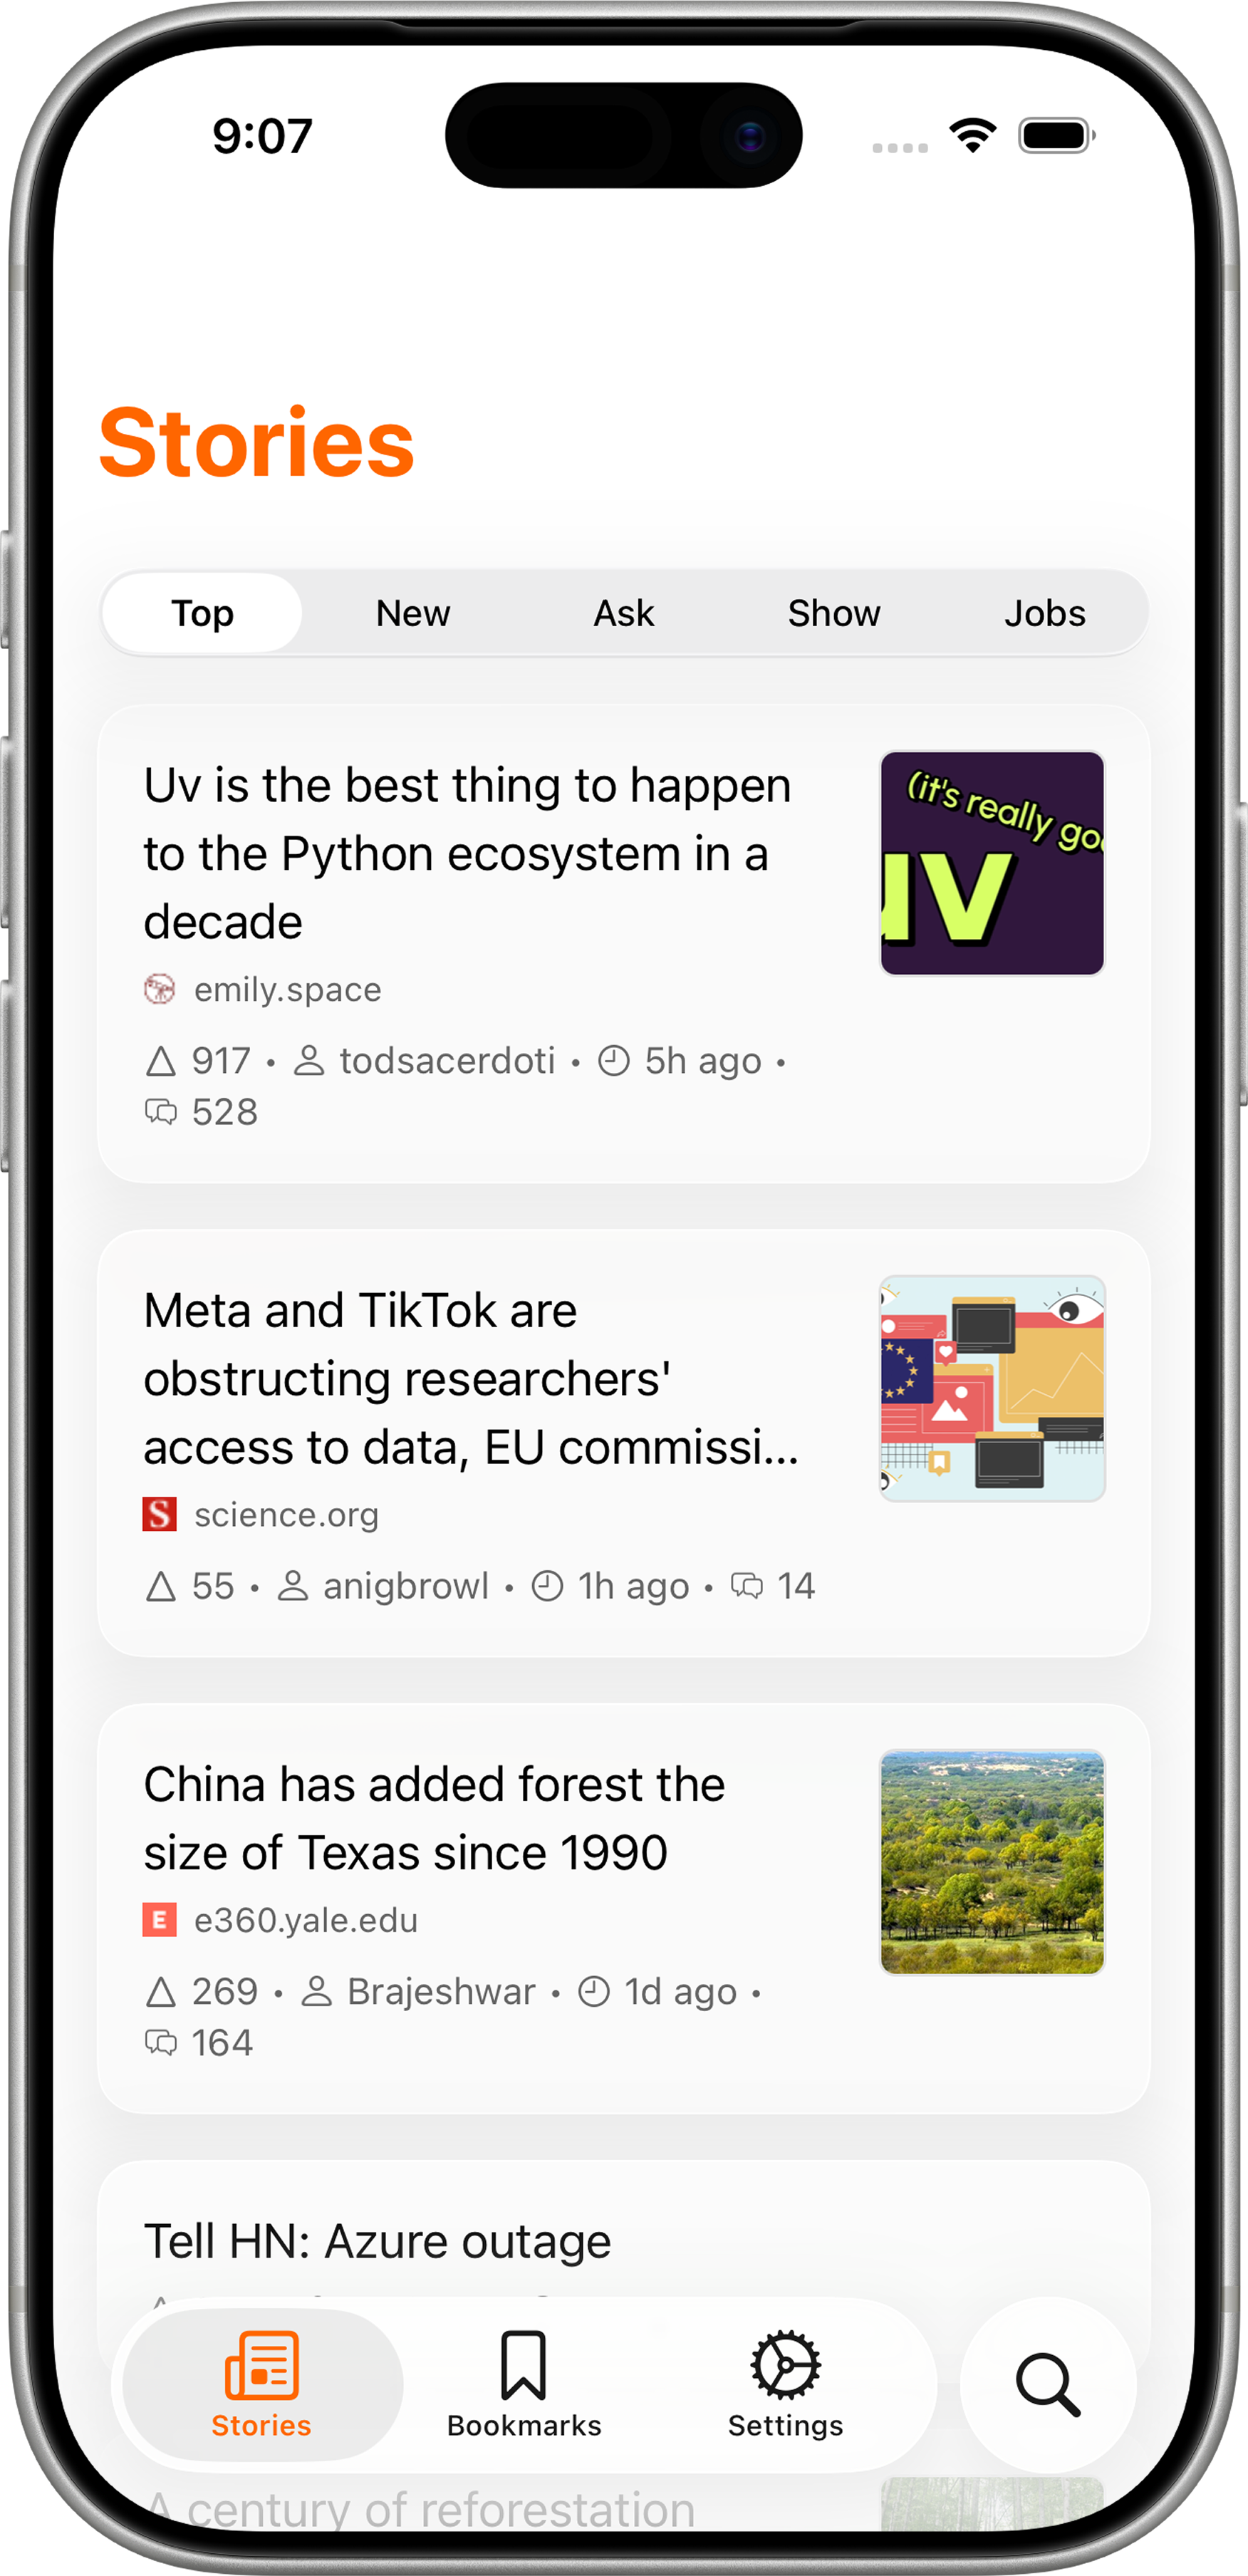 9:07
Stories
Top New Ask Show Jobs
Uv is the best thing to happen
to the Python ecosystem in a
decade
(it's really go
uv
emily.space
917 • todsacerdoti • 5h ago •
528
Meta and TikTok are
obstructing researchers'
access to data, EU commissi...
S science.org
55 • anigbrowl • 1h ago • 14
China has added forest the
size of Texas since 1990
E e360.yale.edu
269 • Brajeshwar • 1d ago •
164
Tell HN: Azure outage
Stories Bookmarks Settings
A century of reforestation